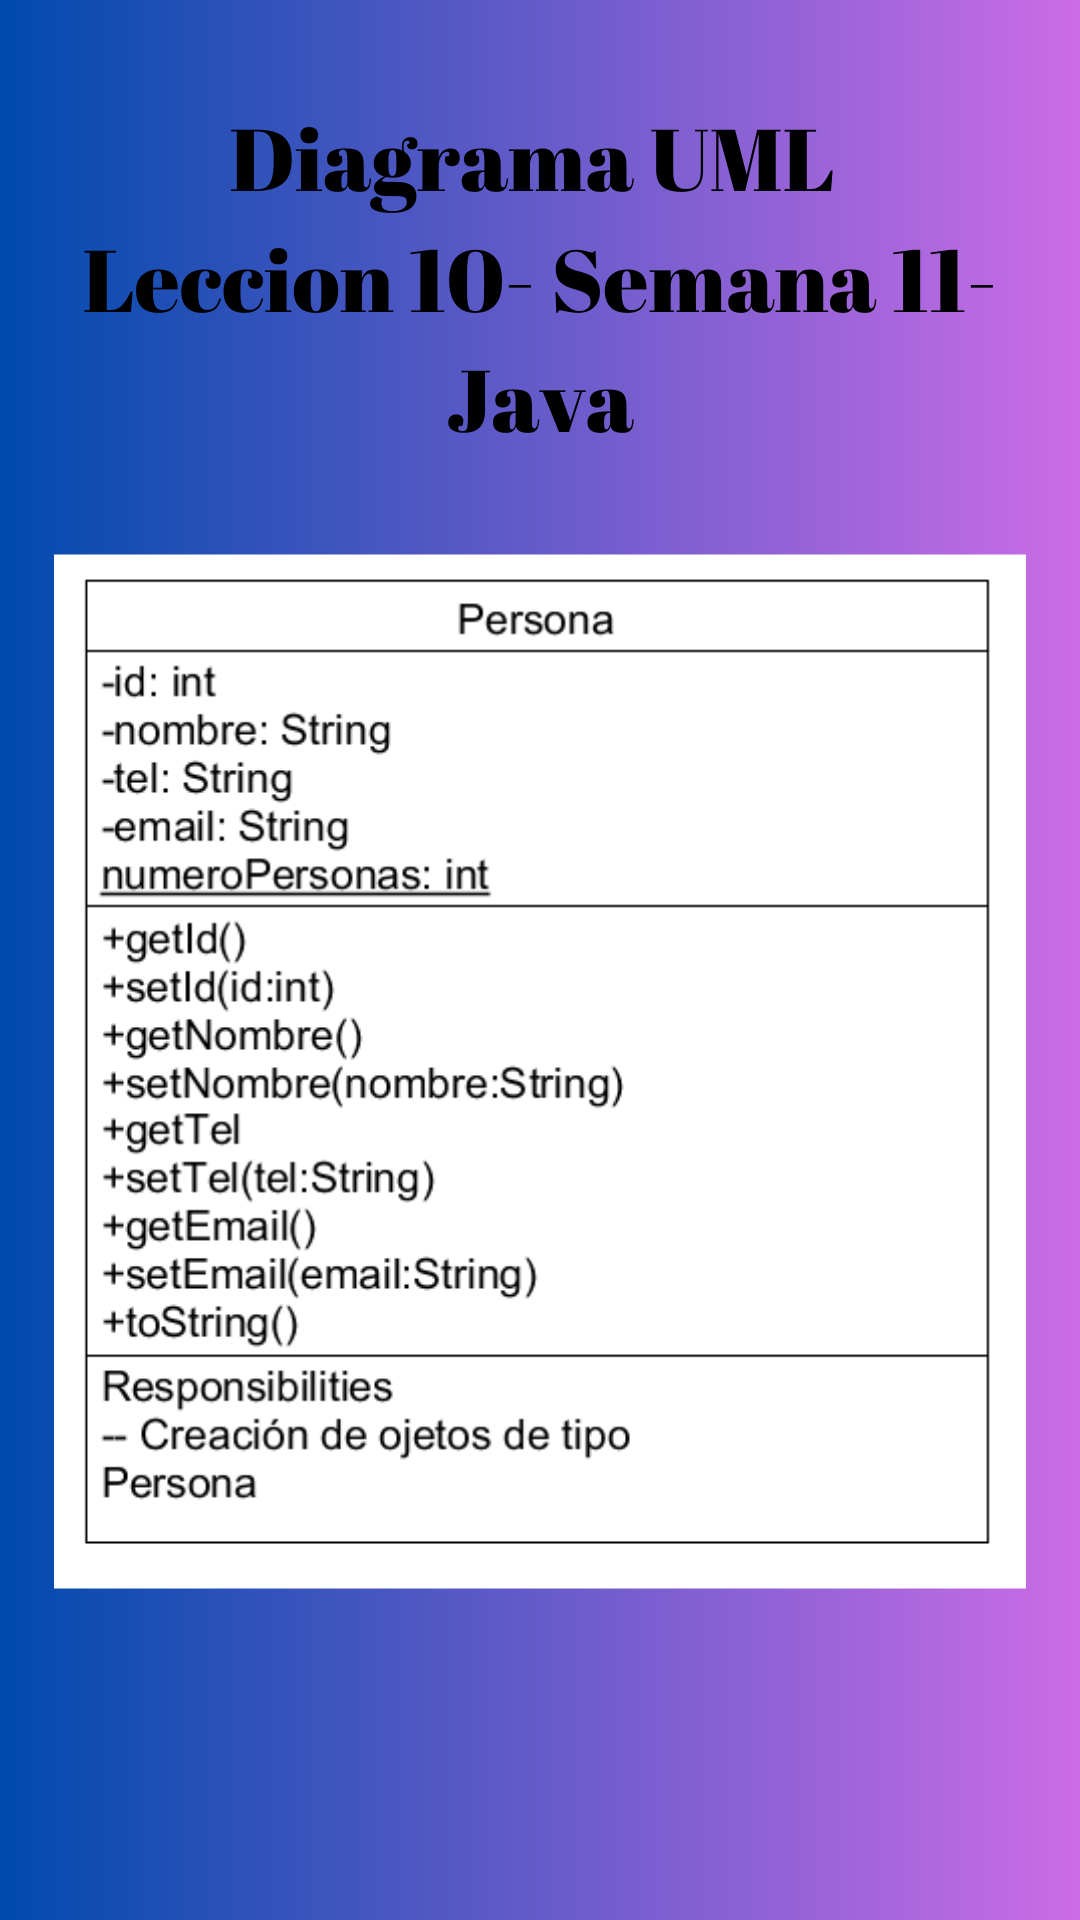 Diagrama UML
Leccion 10- Semana 11-
Java
Persona
-id: int
-nombre: String
-tel: String
-email: String
numeroPersonas: int
+getId()
+setId(id:int)
+getNombre()
+setNombre(nombre:String)
+getTel
+setTel(tel:String)
+getEmail()
+setEmail(email:String)
+toString()
Responsibilities
-- Creación de ojetos de tipo
Persona